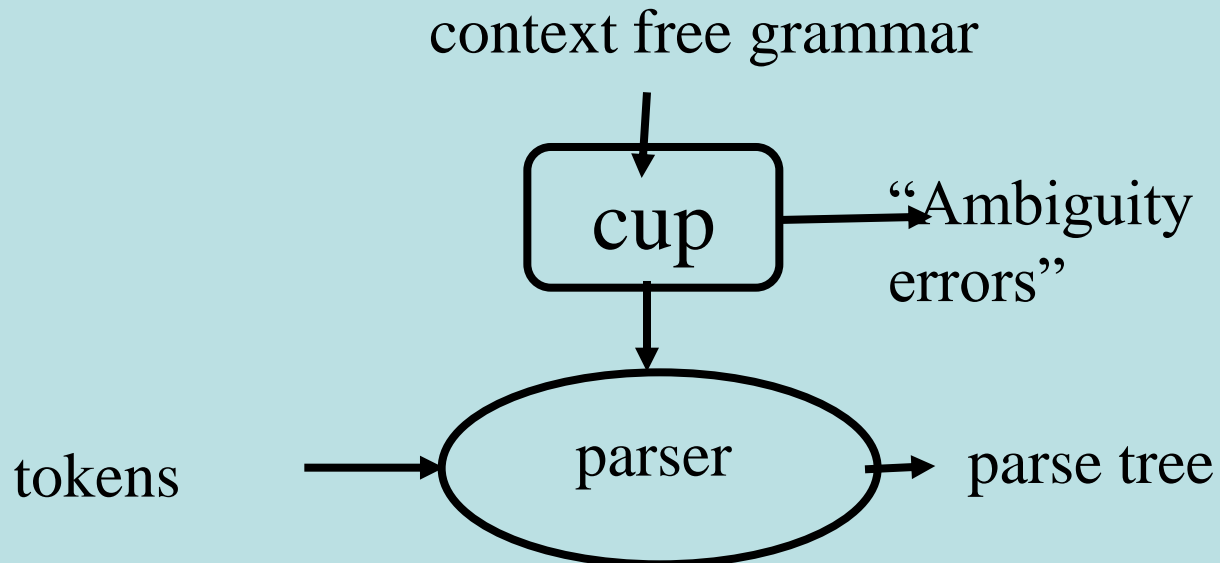 context free grammar
cup
“Ambiguity
errors”
parser
tokens
parse tree